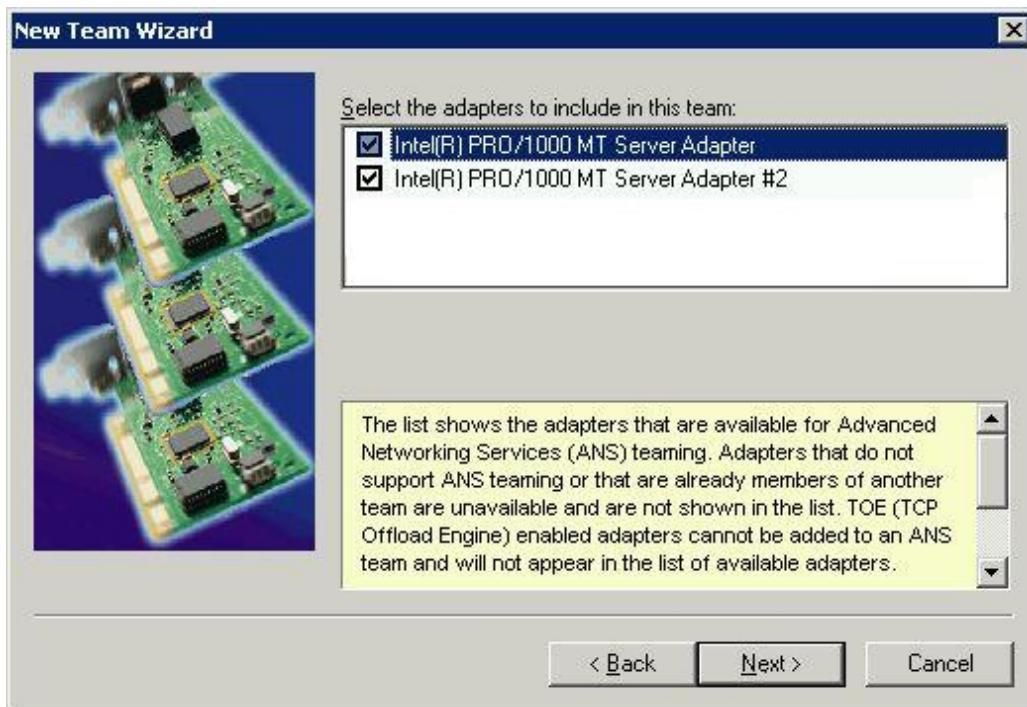 New Team Wizard
Select the adapters to include in this team:
Intel(R) PRO/1000 MT Server Adapter
Intel(R) PRO/1000 MT Server Adapter #2
The list shows the adapters that are available for Advanced
Networking Services (ANS) teaming. Adapters that do not
support ANS teaming or that are already members of another
team are unavailable and are not shown in the list. TOE (TCP
Offload Engine) enabled adapters cannot be added to an ANS
team and will not appear in the list of available adapters.
< Back
Next >
Cancel